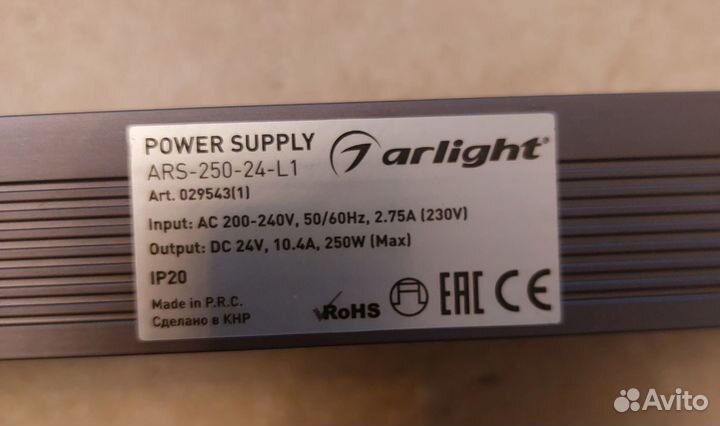 POWER SUPPLY
ARS-250-24-L1
Art. 029543(1)
arlight
Input: AC 200-240V, 50/60Hz, 2.75A (230V)
Output: DC 24V, 10.4A, 250W (Max)
IP20
Made in P.R.C.
Сделано в КНР
RoHS
EAC CE
Avito